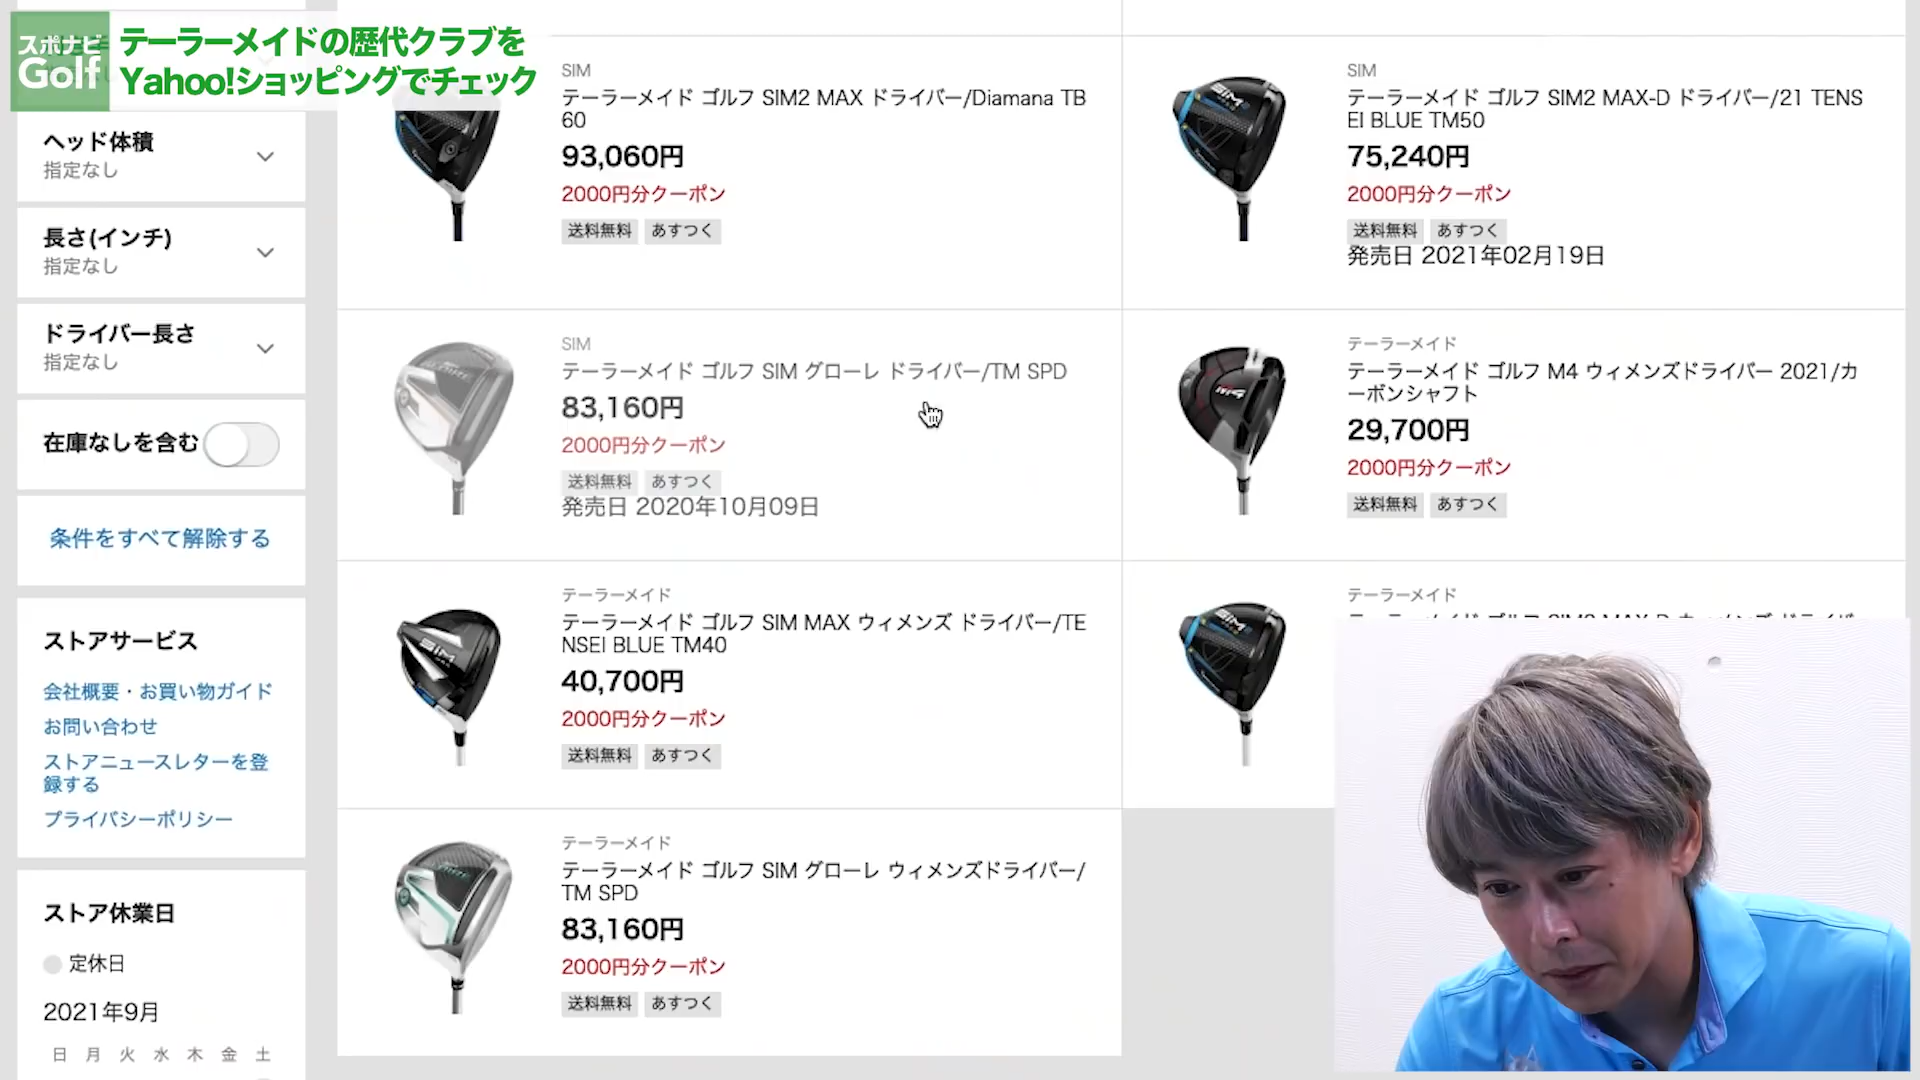 スポナビ
Golf
テーラーメイドの歴代クラブを
Yahoo!ショッピングでチェック
ヘッド体積
指定なし
長さ(インチ)
指定なし
ドライバー長さ
指定なし
在庫なしを含む
条件をすべて解除する
ストアサービス
会社概要・お買い物ガイド
お問い合わせ
ストアニュースレターを登
録する
プライバシーポリシー
ストア休業日
定休日
2021年9月
日 月 火 水 木 金 土
SIM
テーラーメイド ゴルフ SIM2 MAX ドライバー/Diamana TB
60
93,060円
2000円分クーポン
送料無料 あすつく
SIM
テーラーメイド ゴルフ SIM2 MAX-D ドライバー/21 TENS
EI BLUE TM50
75,240円
2000円分クーポン
送料無料 あすつく
発売日 2021年02月19日
SIM
テーラーメイド ゴルフ SIM グローレ ドライバー/TM SPD
83,160円
2000円分クーポン
送料無料 あすつく
発売日 2020年10月09日
テーラーメイド
テーラーメイド ゴルフ M4 ウィメンズドライバー 2021/カ
ーボンシャフト
29,700円
2000円分クーポン
送料無料 あすつく
テーラーメイド
テーラーメイド ゴルフ SIM MAX ウィメンズ ドライバー/TE
NSEI BLUE TM40
40,700円
2000円分クーポン
送料無料 あすつく
テーラーメイド
テーラーメイド
テーラーメイド ゴルフ SIM グローレ ウィメンズドライバー/
TM SPD
83,160円
2000円分クーポン
送料無料 あすつく